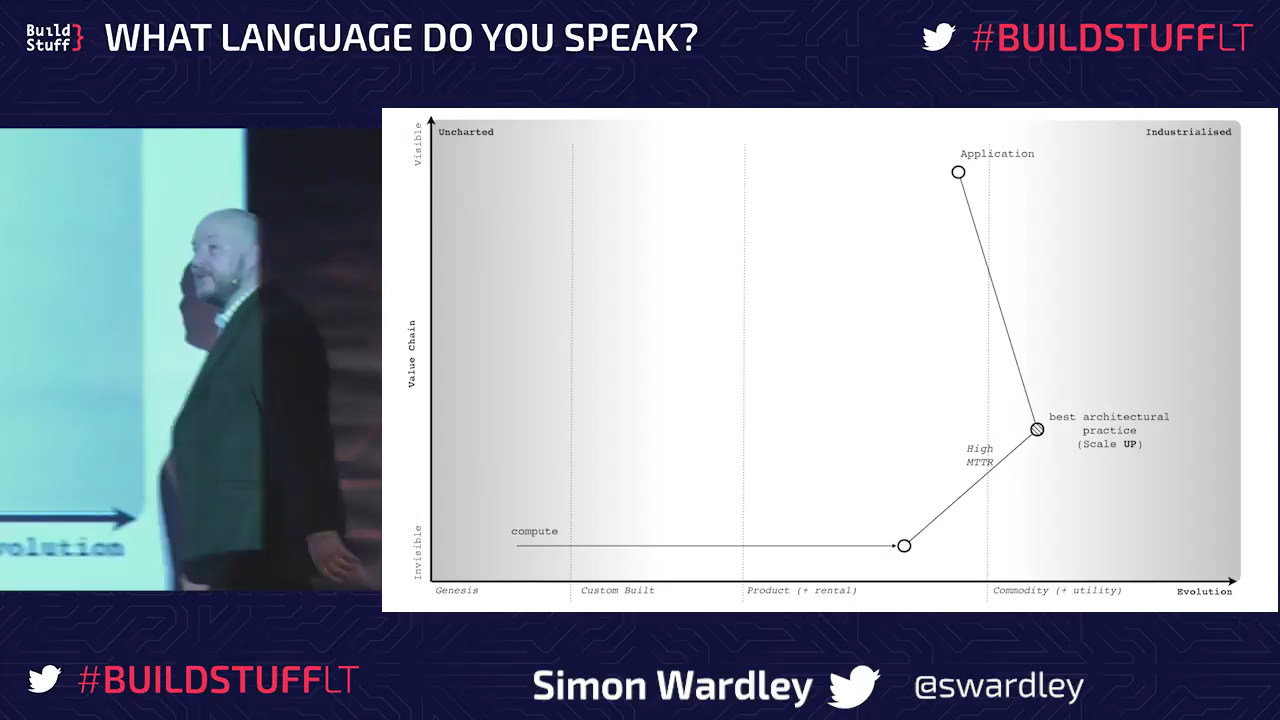 Build
Stuff}
WHAT LANGUAGE DO YOU SPEAK?
#BUILDSTUFFLT
Visible
Uncharted
Industrialised
Application
Value Chain
best architectural
practice
(Scale UP)
High
MTTR
compute
Invisible
Genesis
Custom Built
Product (+ rental)
Commodity (+ utility)
Evolution
volution
#BUILDSTUFFLT
Simon Wardley
@swardley